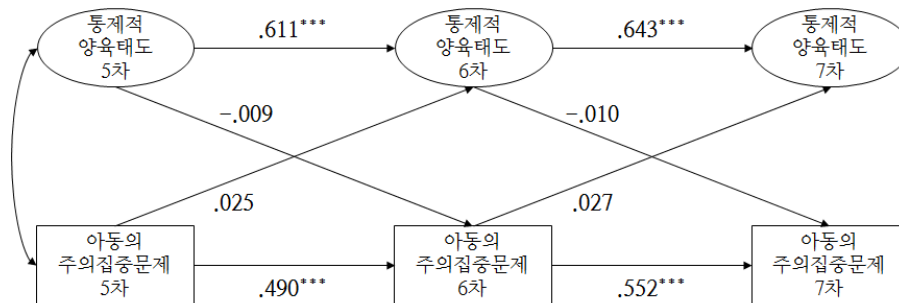 통제적
양육태도
5차
.611***
통제적
양육태도
6차
.643***
통제적
양육태도
7차
-.009
-.010
.025
.027
아동의
주의집중문제
5차
.490***
아동의
주의집중문제
6차
.552***
아동의
주의집중문제
7차